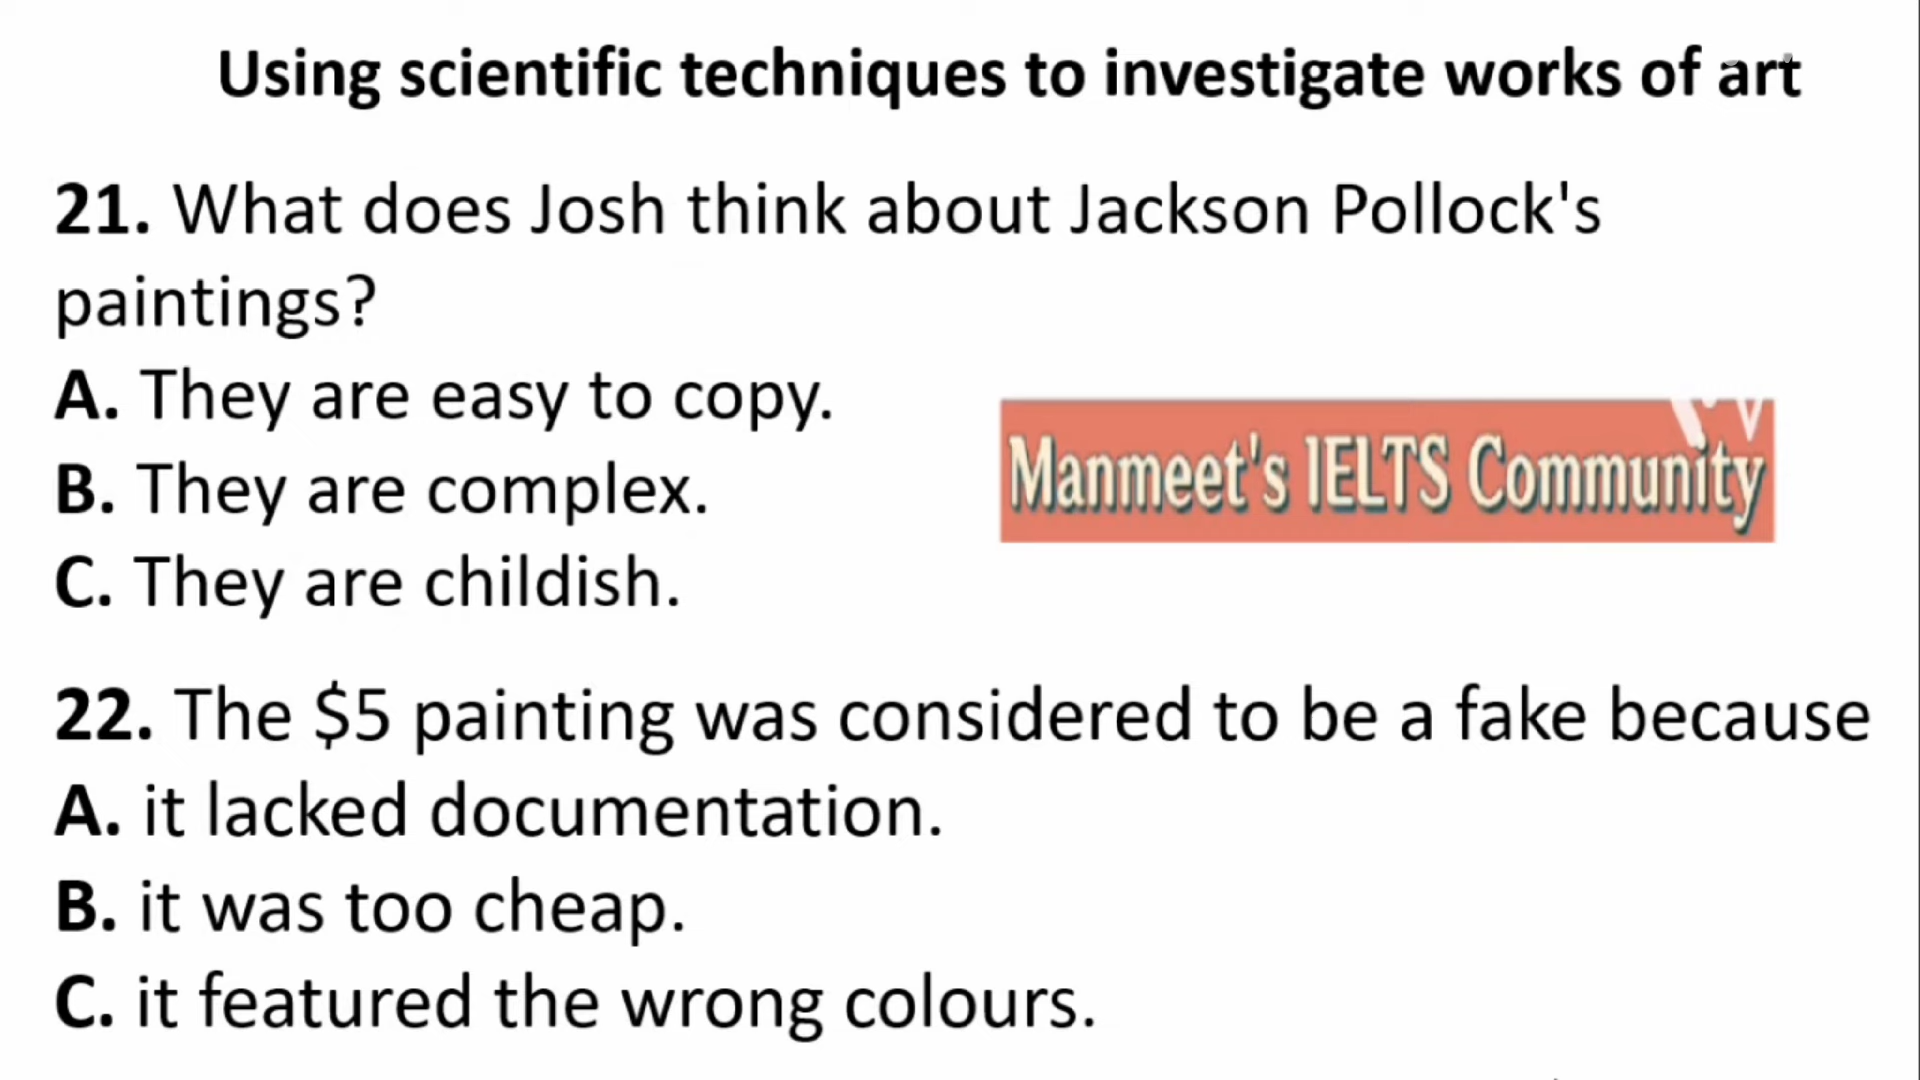 Using scientific techniques to investigate works of art
21. What does Josh think about Jackson Pollock's
paintings?
A. They are easy to copy.
B. They are complex.
C. They are childish.
Manmeet's IELTS Community
22. The $5 painting was considered to be a fake because
A. it lacked documentation.
B. it was too cheap.
C. it featured the wrong colours.